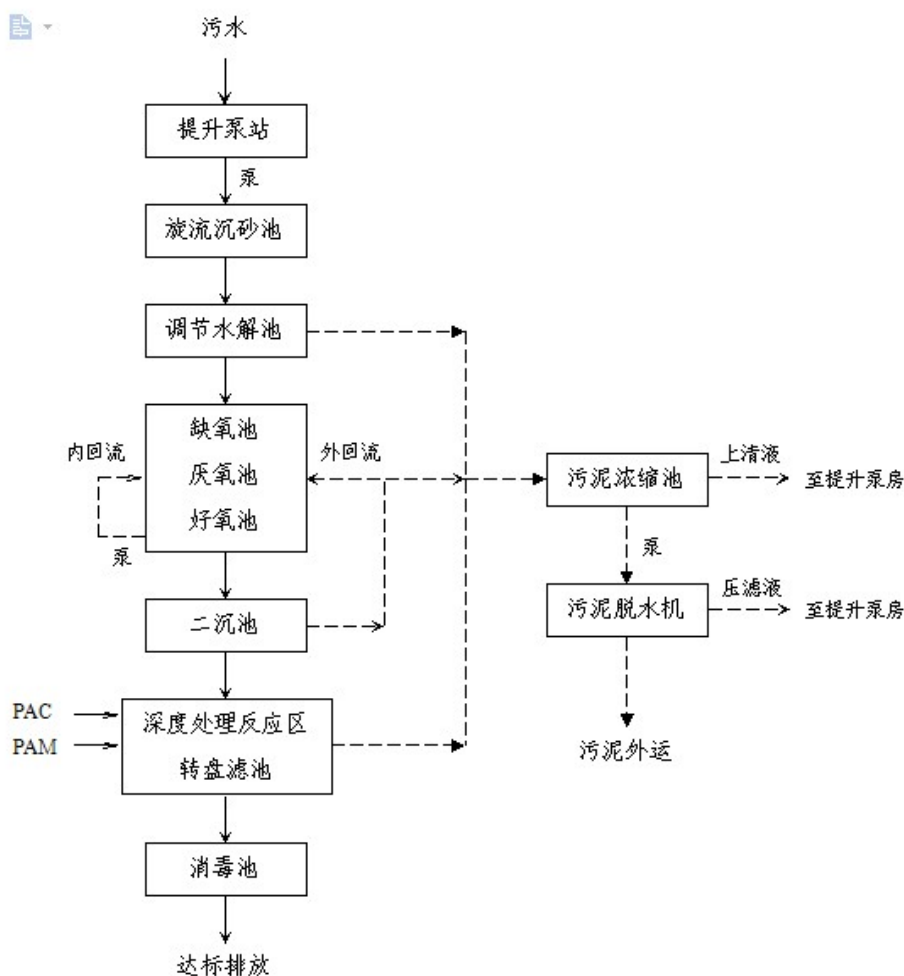 污水
提升泵站
泵
旋流沉砂池
调节水解池
缺氧池
内回流
外回流
厌氧池
好氧池
泵
二沉池
PAC
PAM
深度处理反应区
转盘滤池
消毒池
达标排放
污泥浓缩池
上清液
至提升泵房
泵
污泥脱水机
压滤液
至提升泵房
污泥外运